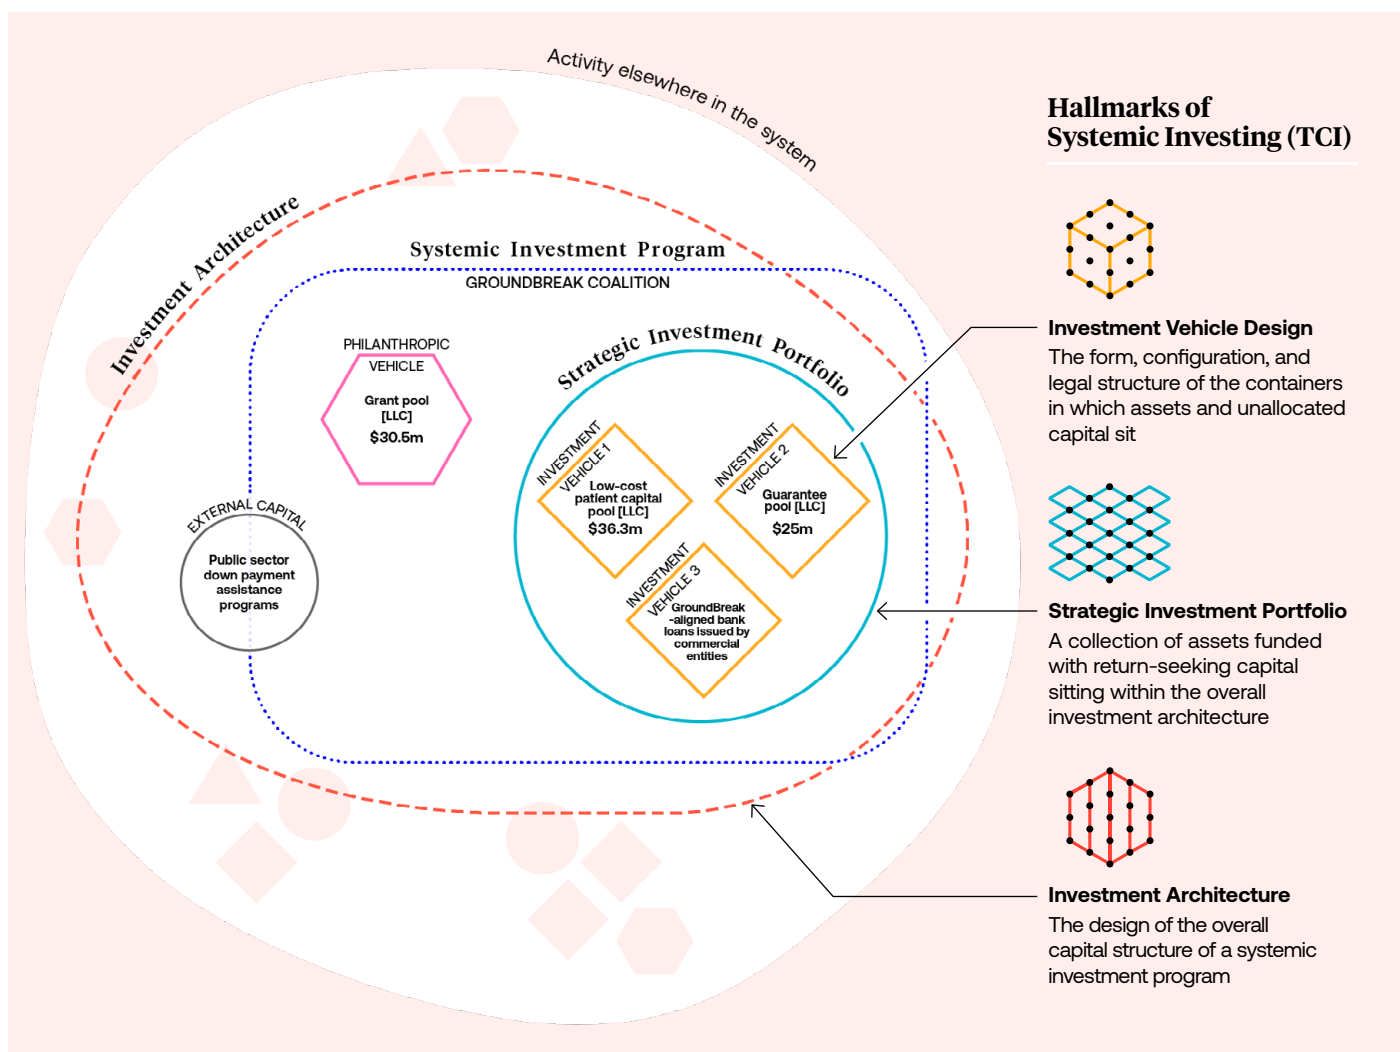 Activity elsewhere in the system
Investment Architecture
Systemic Investment Program
GROUNDBREAK COALITION
PHILANTHROPIC
VEHICLE
Grant pool
[LLC]
$30.5m
Strategic Investment Portfolio
INVESTMENT
VEHICLE 1
Low-cost
patient capital
pool [LLC]
$36.3m
INVESTMENT
VEHICLE 2
Guarantee
pool [LLC]
$25m
INVESTMENT
VEHICLE 3
GroundBreak
-aligned bank
loans issued by
commercial
entities
EXTERNAL CAPITAL
Public sector
down payment
assistance
programs
Hallmarks of
Systemic Investing (TCI)
Investment Vehicle Design
The form, configuration, and
legal structure of the containers
in which assets and unallocated
capital sit
Strategic Investment Portfolio
A collection of assets funded
with return-seeking capital
sitting within the overall
investment architecture
Investment Architecture
The design of the overall
capital structure of a systemic
investment program